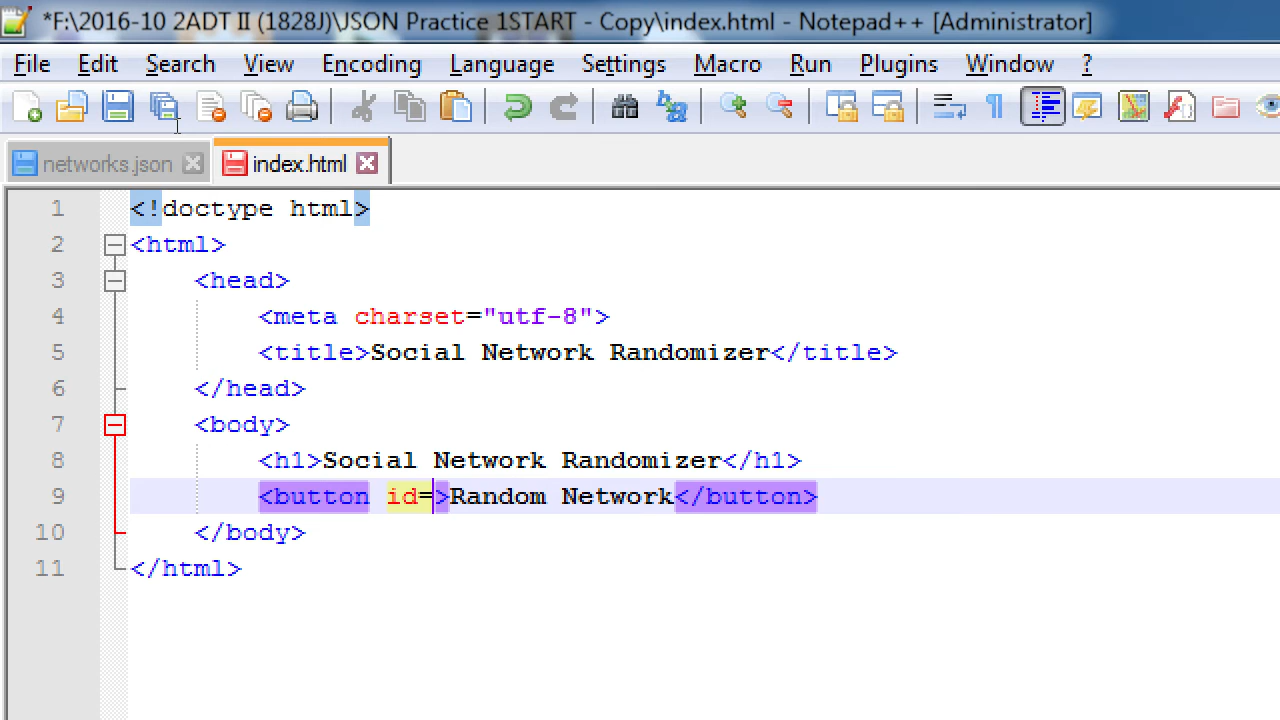 *F:\2016-10 2ADT II (1828J)\JSON Practice 1START - Copy\index.html - Notepad++ [Administrator]
File Edit Search View Encoding Language Settings Macro Run Plugins Window ?
networks.json index.html
1 <!doctype html>
2 <html>
3 <head>
4 <meta charset="utf-8">
5 <title>Social Network Randomizer</title>
6 </head>
7 <body>
8 <h1>Social Network Randomizer</h1>
9 <button id=>Random Network</button>
10 </body>
11 </html>